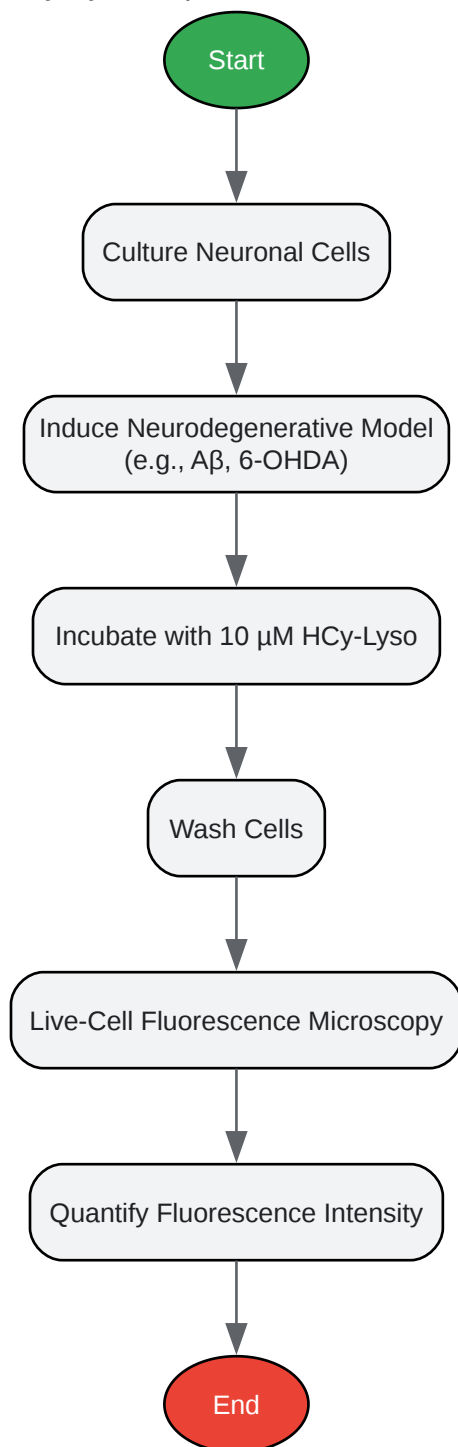 Start
Culture Neuronal Cells
Induce Neurodegenerative Model
(e.g., Aβ, 6-OHDA)
Incubate with 10 µM HCy-Lyso
Wash Cells
Live-Cell Fluorescence Microscopy
Quantify Fluorescence Intensity
End